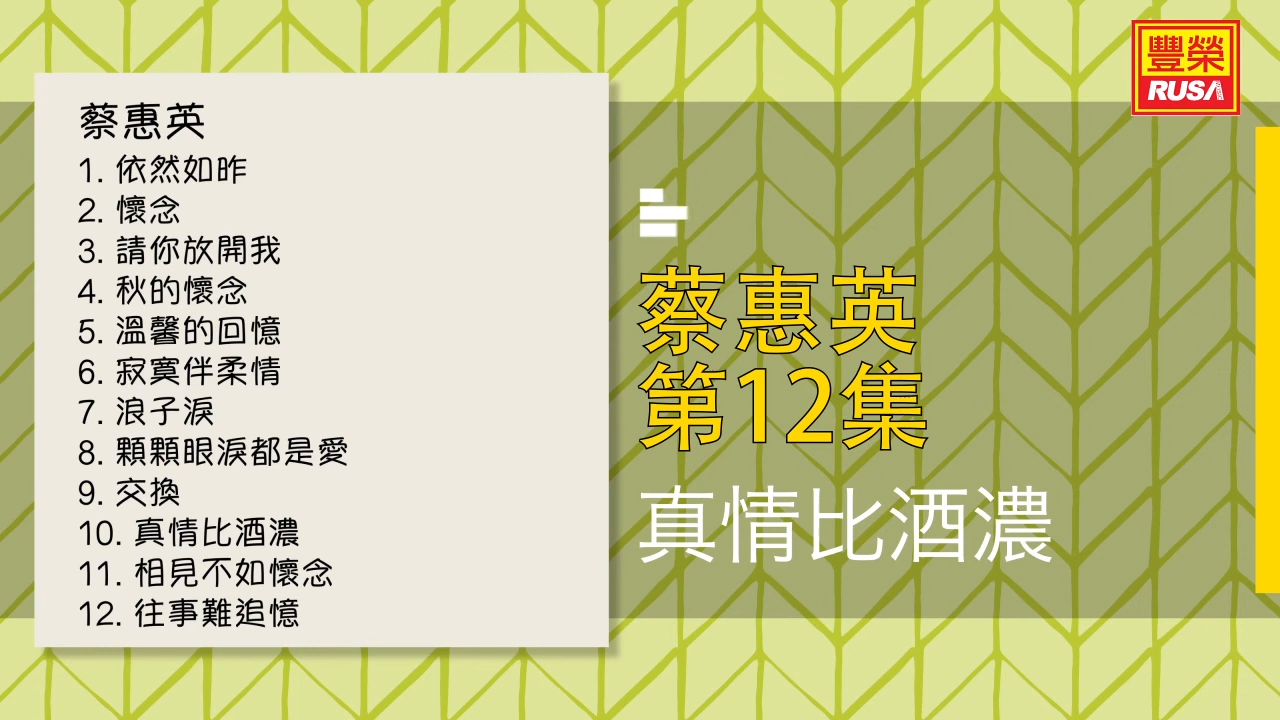 蔡惠英
1. 依然如昨
2. 懷念
3. 請你放開我
4. 秋的懷念
5. 溫馨的回憶
6. 寂寞伴柔情
7. 浪子淚
8. 顆顆眼淚都是愛
9. 交換
10. 真情比酒濃
11. 相見不如懷念
12. 往事難追憶
豐榮
RUSA
蔡惠英
第12集
真情比酒濃